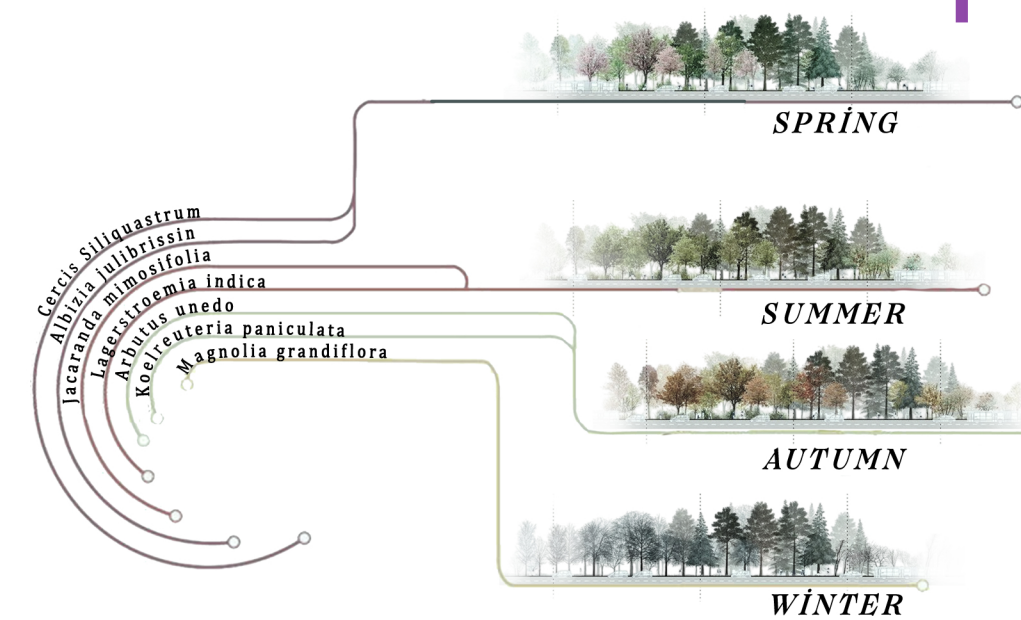 Cercis Siliquastrum
Albizia julibrissin
Jacaranda mimosifolia
Lagerstroemia indica
Arbutus unedo
Koelreuteria paniculata
Magnolia grandiflora
SPRİNG
SUMMER
AUTUMN
WİNTER